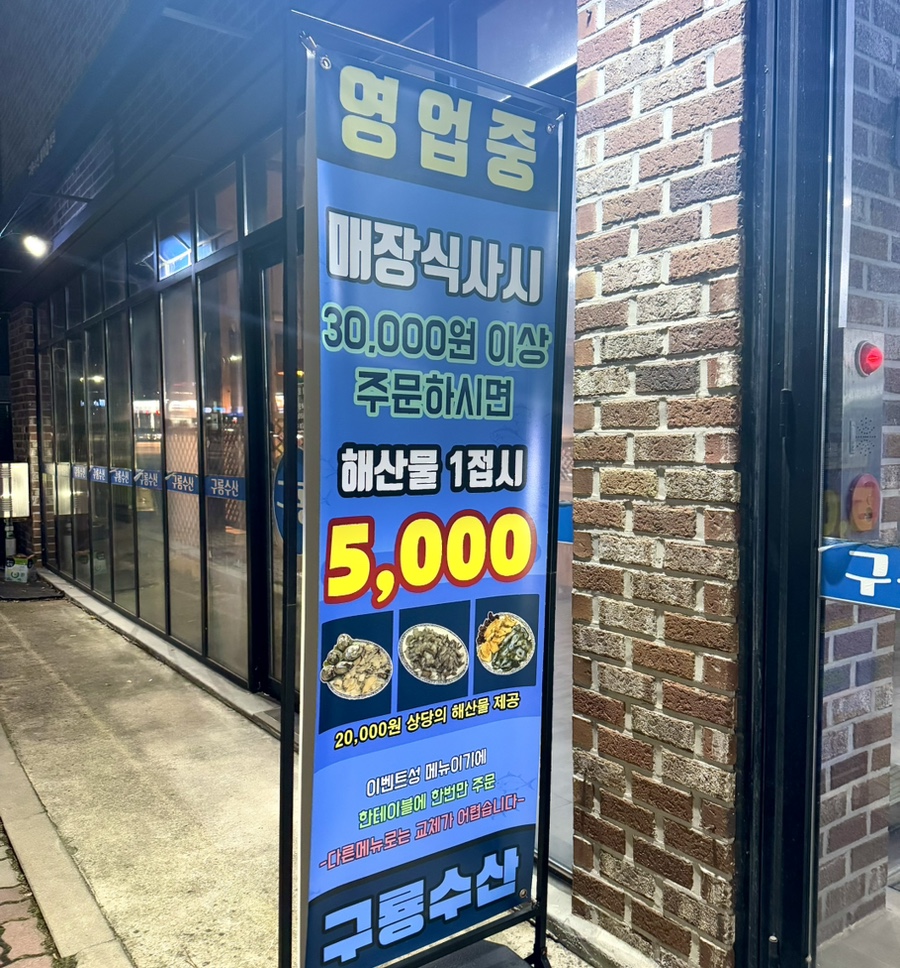 영업중
매장식사시
30,000원 이상
주문하시면
해산물 1접시
5,000
20,000원 상당의 해산물 제공
이벤트성 메뉴이기에
한테이블에 한번만 주문
-다른메뉴로는 교체가 어렵습니다-
구룡수산
구룡수산
구룡수산
구룡수산
구